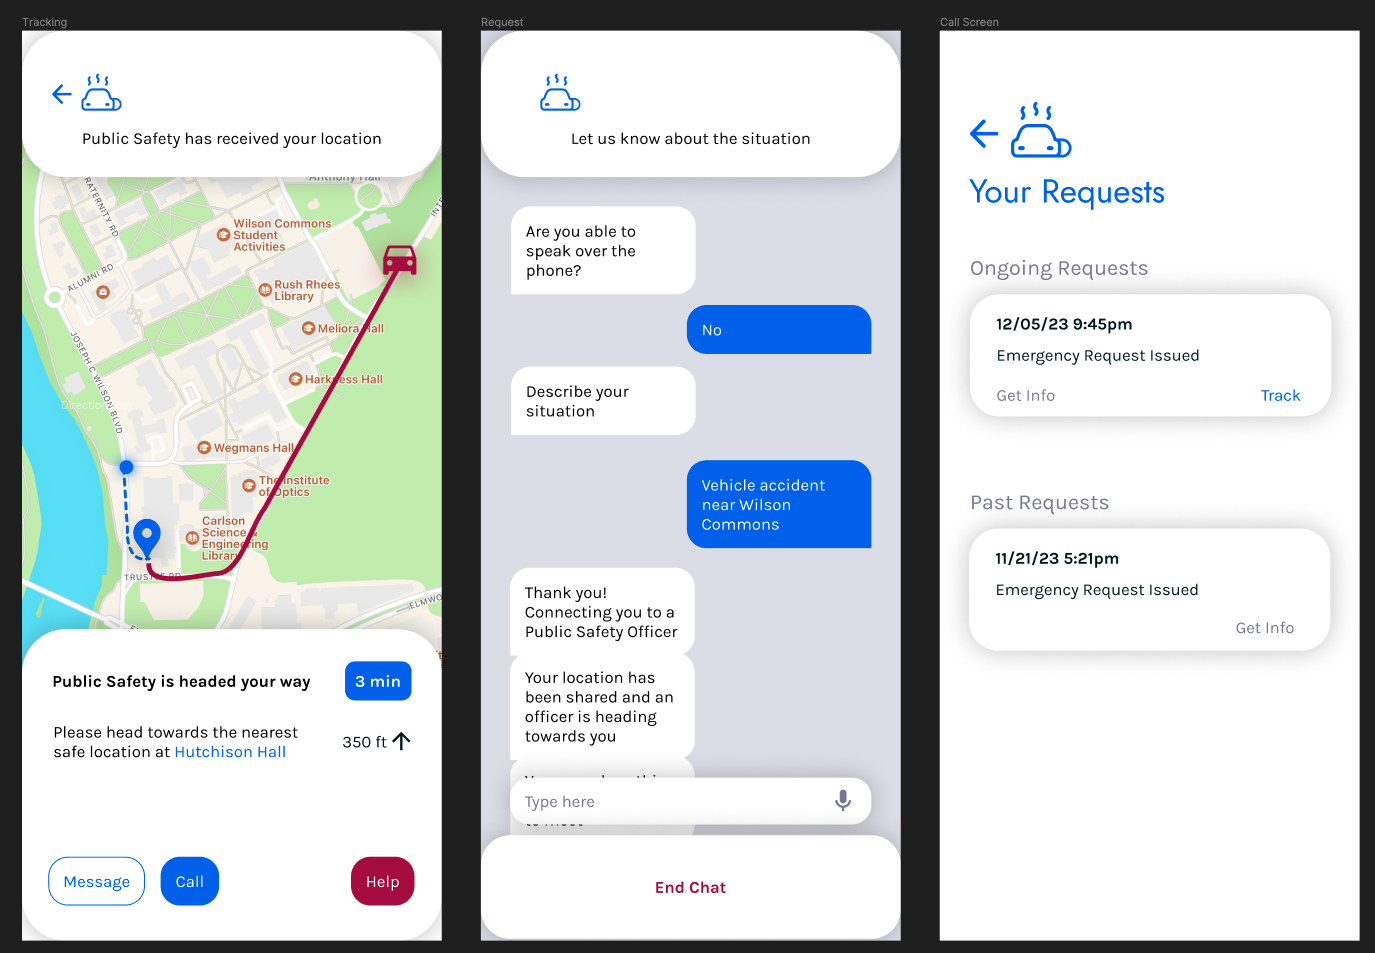 Tracking
Public Safety has received your location
Anthony Hall
RATERNITY RD
INTE
Wilson Commons
Student
Activities
ALUMNI RD
Rush Rhees
Library
Meliora Hall
JOSEPH C WILSON BLVD
Harkness Hall
Direction
Wegmans Hall
The Institute
of Optics
Carlson
Science &
Engineering
Library
TRUSTEE RD
ELMWO
Public Safety is headed your way
3 min
Please head towards the nearest
safe location at Hutchison Hall
350 ft
Message
Call
Help
Request
Let us know about the situation
Are you able to
speak over the
phone?
No
Describe your
situation
Vehicle accident
near Wilson
Commons
Thank you!
Connecting you to a
Public Safety Officer
Your location has
been shared and an
officer is heading
towards you
Type here
to meet
End Chat
Call Screen
Your Requests
Ongoing Requests
12/05/23 9:45pm
Emergency Request Issued
Get Info
Track
Past Requests
11/21/23 5:21pm
Emergency Request Issued
Get Info